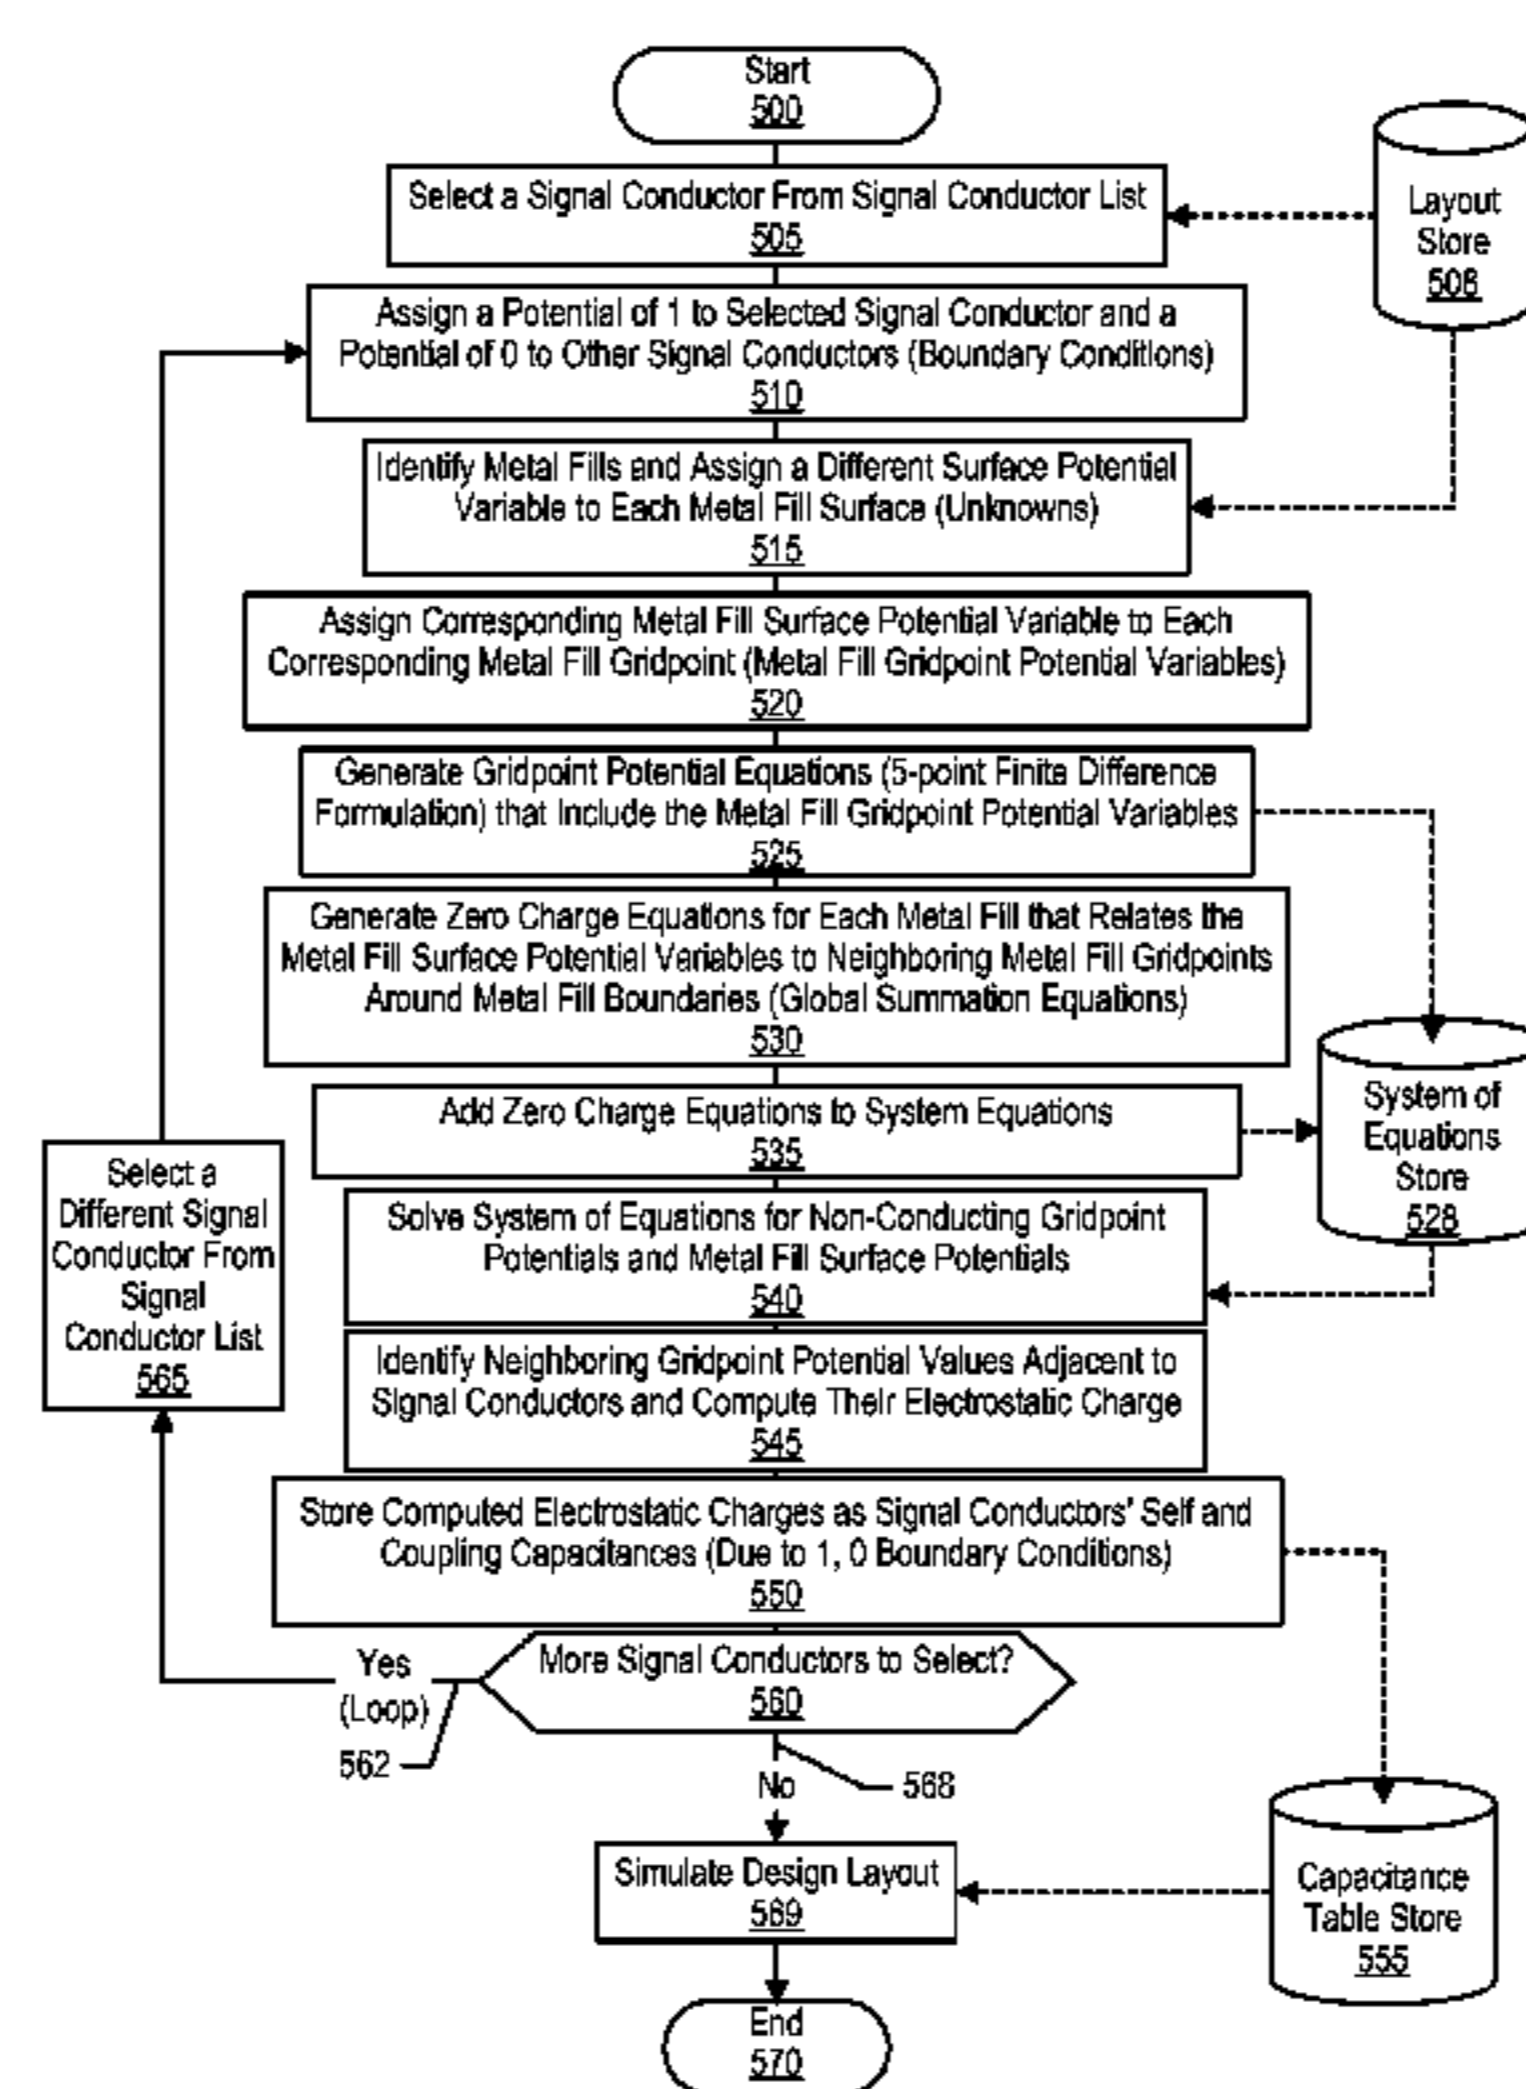 Start
500
Select a Signal Conductor From Signal Conductor List
505
Layout
Store
508
Assign a Potential of 1 to Selected Signal Conductor and a
Potential of 0 to Other Signal Conductors (Boundary Conditions)
510
Identify Metal Fills and Assign a Different Surface Potential
Variable to Each Metal Fill Surface (Unknowns)
515
Assign Corresponding Metal Fill Surface Potential Variable to Each
Corresponding Metal Fill Gridpoint (Metal Fill Gridpoint Potential Variables)
520
Generate Gridpoint Potential Equations (5-point Finite Difference
Formulation) that Include the Metal Fill Gridpoint Potential Variables
525
Generate Zero Charge Equations for Each Metal Fill that Relates the
Metal Fill Surface Potential Variables to Neighboring Metal Fill Gridpoints
Around Metal Fill Boundaries (Global Summation Equations)
530
Add Zero Charge Equations to System Equations
535
System of
Equations
Store
528
Solve System of Equations for Non-Conducting Gridpoint
Potentials and Metal Fill Surface Potentials
540
Select a
Different Signal
Conductor From
Signal
Conductor List
565
Identify Neighboring Gridpoint Potential Values Adjacent to
Signal Conductors and Compute Their Electrostatic Charge
545
Store Computed Electrostatic Charges as Signal Conductors' Self and
Coupling Capacitances (Due to 1, 0 Boundary Conditions)
550
More Signal Conductors to Select?
560
Yes
(Loop)
562
No
568
Simulate Design Layout
569
Capacitance
Table Store
555
End
570